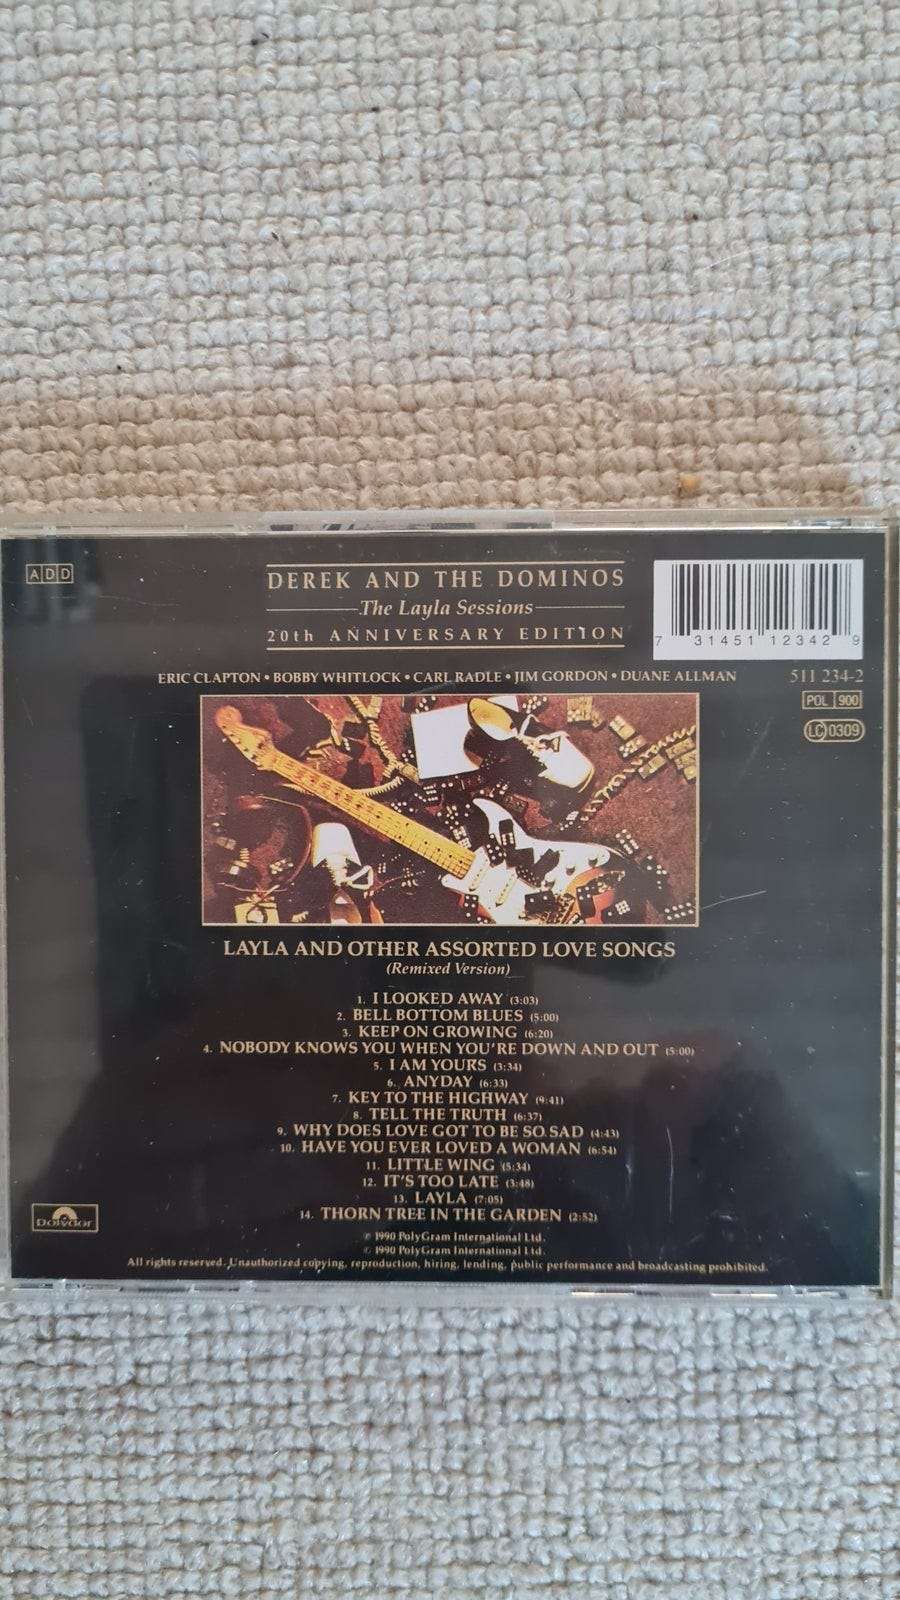 ADD
DEREK AND THE DOMINOS
The Layla Sessions
20th ANNIVERSARY EDITION
7 31451 12342 9
ERIC CLAPTON • BOBBY WHITLOCK • CARL RADLE • JIM GORDON • DUANE ALLMAN
511 234-2
POL 900
LC 0309
LAYLA AND OTHER ASSORTED LOVE SONGS
(Remixed Version)
1. I LOOKED AWAY (3:03)
2. BELL BOTTOM BLUES (5:00)
3. KEEP ON GROWING (6:20)
4. NOBODY KNOWS YOU WHEN YOU'RE DOWN AND OUT (5:00)
5. I AM YOURS (3:34)
6. ANYDAY (6:33)
7. KEY TO THE HIGHWAY (9:41)
8. TELL THE TRUTH (6:37)
9. WHY DOES LOVE GOT TO BE SO SAD (4:43)
10. HAVE YOU EVER LOVED A WOMAN (6:54)
11. LITTLE WING (5:34)
12. IT'S TOO LATE (3:48)
13. LAYLA (7:05)
14. THORN TREE IN THE GARDEN (2:52)
Polydor
℗ 1990 PolyGram International Ltd.
© 1990 PolyGram International Ltd.
All rights reserved. Unauthorized copying, reproduction, hiring, lending, public performance and broadcasting prohibited.